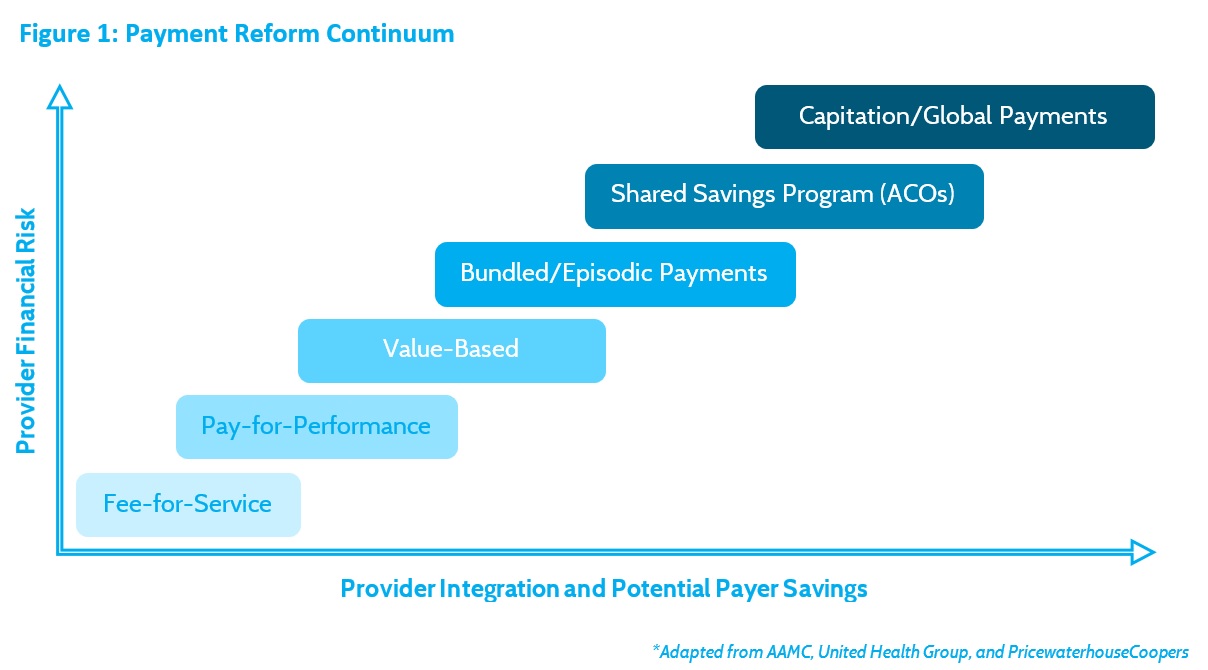 Figure 1: Payment Reform Continuum
Capitation/Global Payments
Shared Savings Program (ACOs)
Bundled/Episodic Payments
Value-Based
Pay-for-Performance
Fee-for-Service
Provider Financial Risk
Provider Integration and Potential Payer Savings
*Adapted from AAMC, United Health Group, and PricewaterhouseCoopers